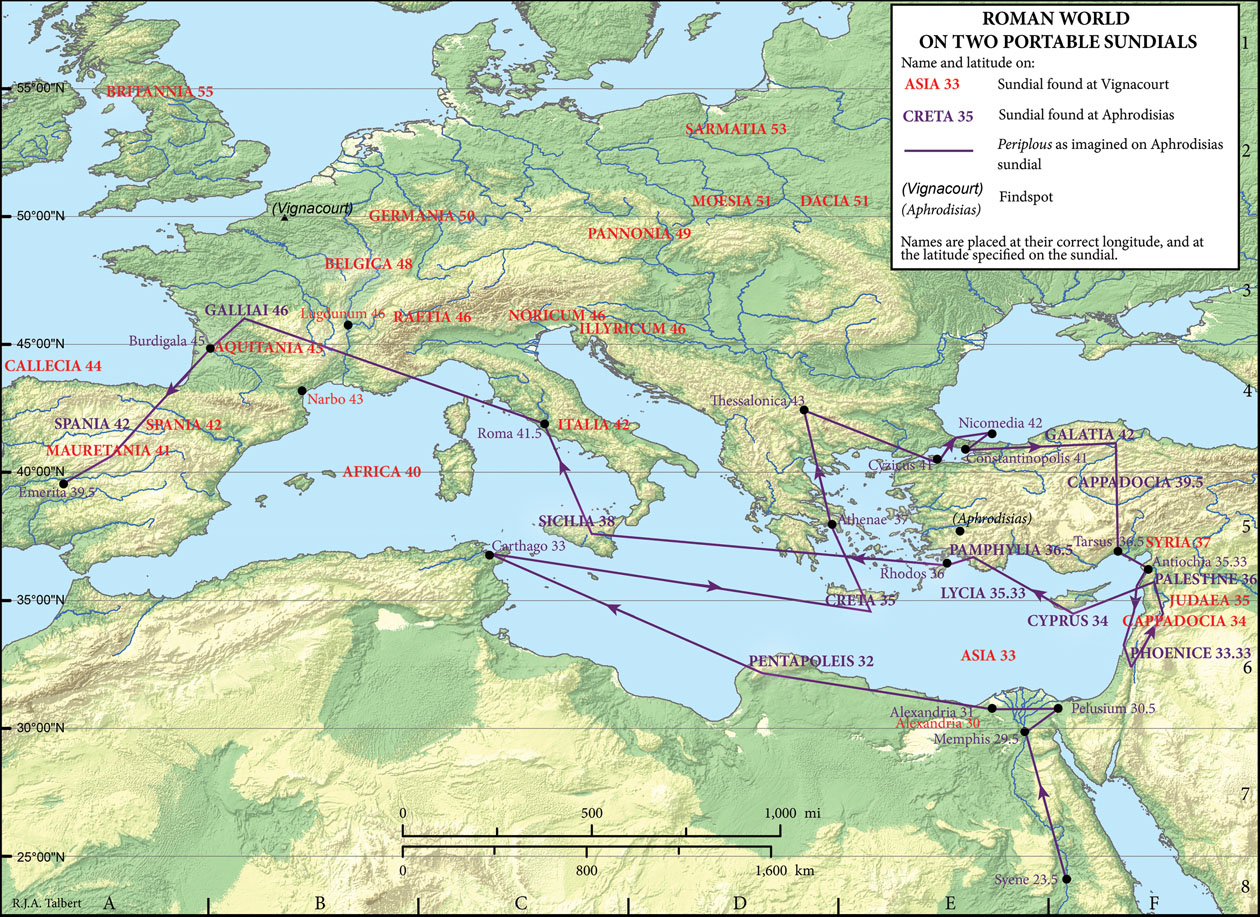 ROMAN WORLD
ON TWO PORTABLE SUNDIALS
Name and latitude on:
ASIA 33
Sundial found at Vignacourt
CRETA 35
Sundial found at Aphrodisias
Periplous as imagined on Aphrodisias
sundial
(Vignacourt)
(Aphrodisias)
Findspot
Names are placed at their correct longitude, and at
the latitude specified on the sundial.
1
55°00"N
BRITANNIA 55
SARMATIA 53
2
(Vignacourt)
50°00"N
GERMANIA 50
MOESIA 51
DACIA 51
PANNONIA 49
BELGICA 48
3
GALLIAI 46
Lugdunum 46
RAETIA 46
NORICUM 46
ILLYRICUM 46
Burdigala 45
45°00"N
AQUITANIA 43
CALLECIA 44
4
Narbo 43
Thessalonica 43
SPANIA 42
SPANIA 42
Roma 41.5
ITALIA 42
Nicomedia 42
GALATIA 42
MAURETANIA 41
Cyzicus 41
Constantinopolis 41
40°00"N
AFRICA 40
CAPPADOCIA 39.5
Emerita 39.5
SICILIA 38
Athenae 37
(Aphrodisias)
5
Carthago 33
PAMPHYLIA 36.5
Tarsus 36.5
SYRIA 37
Rhodos 36
Antiochia 35.33
PALESTINE 36
LYCIA 35.33
35°00"N
CRETA 35
JUDAEA 35
CYPRUS 34
CAPPADOCIA 34
PENTAPOLEIS 32
ASIA 33
PHOENICE 33.33
6
Alexandria 31
Pelusium 30.5
Alexandria 30
30°00"N
Memphis 29.5
7
0 500 1,000 mi
25°00"N
0 800 1,600 km
Syene 23.5
8
R.J.A. Talbert
A B C D E F